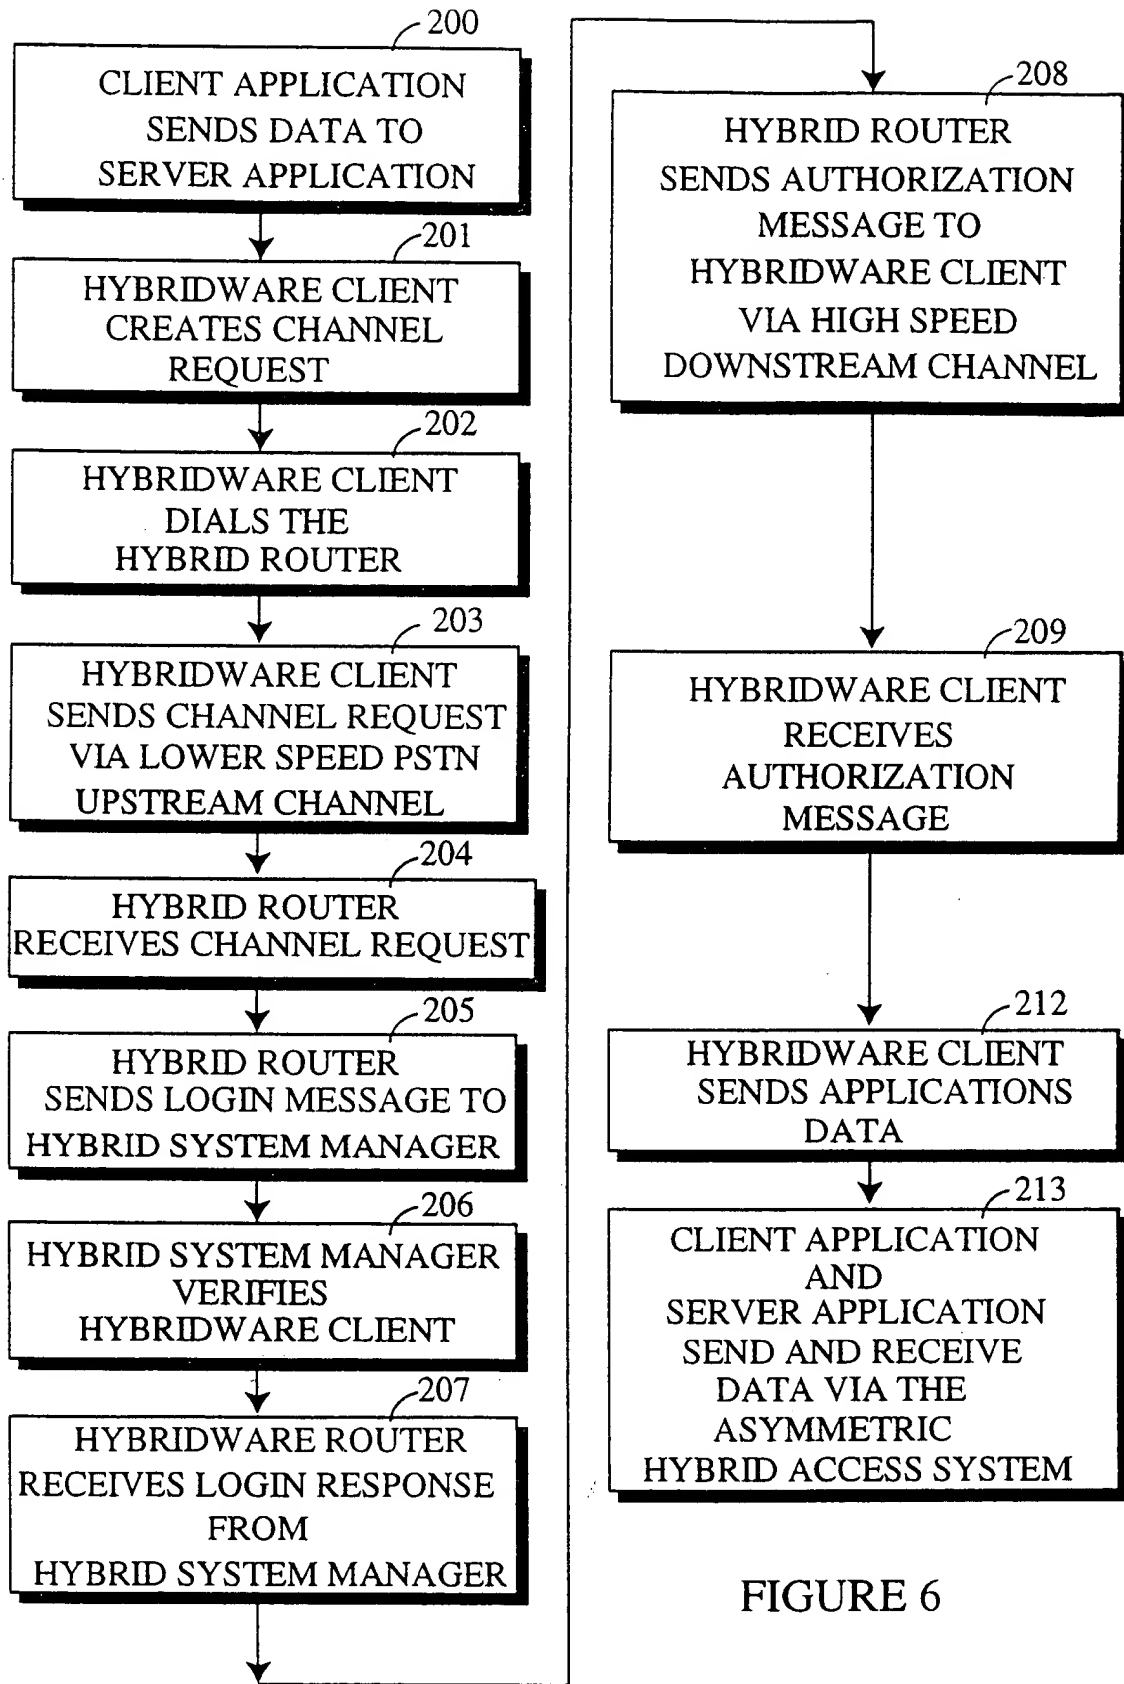 200
CLIENT APPLICATION
SENDS DATA TO
SERVER APPLICATION
201
HYBRIDWARE CLIENT
CREATES CHANNEL
REQUEST
202
HYBRIDWARE CLIENT
DIALS THE
HYBRID ROUTER
203
HYBRIDWARE CLIENT
SENDS CHANNEL REQUEST
VIA LOWER SPEED PSTN
UPSTREAM CHANNEL
204
HYBRID ROUTER
RECEIVES CHANNEL REQUEST
205
HYBRID ROUTER
SENDS LOGIN MESSAGE TO
HYBRID SYSTEM MANAGER
206
HYBRID SYSTEM MANAGER
VERIFIES
HYBRIDWARE CLIENT
207
HYBRIDWARE ROUTER
RECEIVES LOGIN RESPONSE
FROM
HYBRID SYSTEM MANAGER
208
HYBRID ROUTER
SENDS AUTHORIZATION
MESSAGE TO
HYBRIDWARE CLIENT
VIA HIGH SPEED
DOWNSTREAM CHANNEL
209
HYBRIDWARE CLIENT
RECEIVES
AUTHORIZATION
MESSAGE
212
HYBRIDWARE CLIENT
SENDS APPLICATIONS
DATA
213
CLIENT APPLICATION
AND
SERVER APPLICATION
SEND AND RECEIVE
DATA VIA THE
ASYMMETRIC
HYBRID ACCESS SYSTEM
FIGURE 6